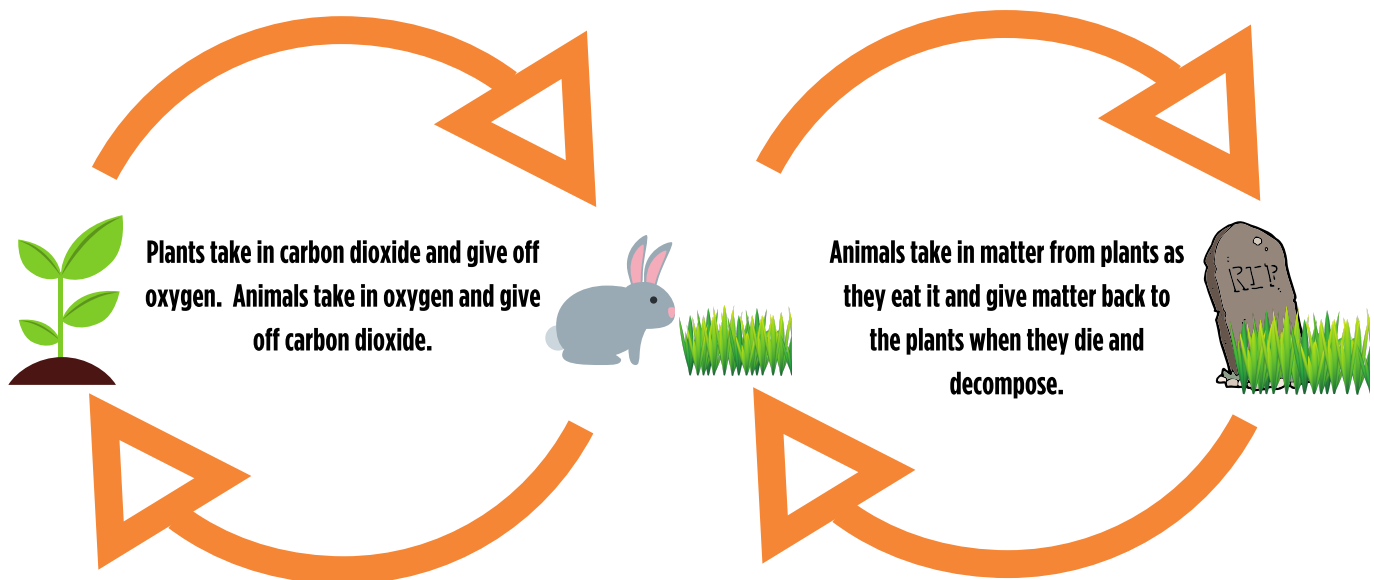 Plants take in carbon dioxide and give off
oxygen.  Animals take in oxygen and give
off carbon dioxide.
Animals take in matter from plants as
they eat it and give matter back to
the plants when they die and
decompose.
RIP